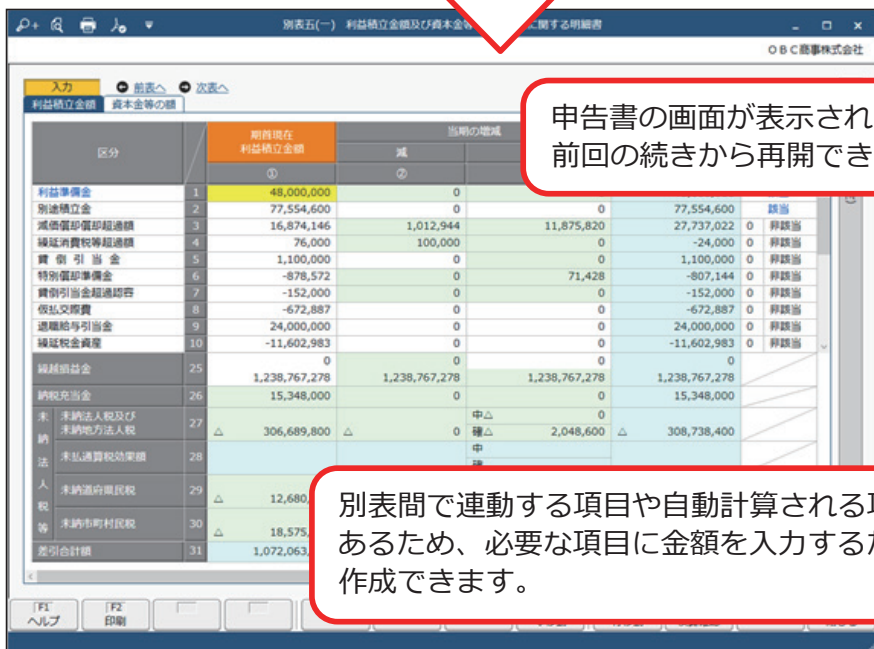 別表五(一) 利益積立金額及び資本金等 に関する明細書
OBC商事株式会社
入力 前表へ 次表へ
利益積立金額 資本金等の額
区分 期首現在利益積立金額 当期の増減
減
① ②
利益準備金 1 48,000,000 0
別途積立金 2 77,554,600 0 0 77,554,600 該当
減価償却償却超過額 3 16,874,146 1,012,944 11,875,820 27,737,022 0 非該当
繰延消費税等超過額 4 76,000 100,000 0 -24,000 0 非該当
貸倒引当金 5 1,100,000 0 0 1,100,000 0 非該当
特別償却準備金 6 -878,572 0 71,428 -807,144 0 非該当
貸倒引当金超過認容 7 -152,000 0 0 -152,000 0 非該当
仮払交際費 8 -672,887 0 0 -672,887 0 非該当
退職給与引当金 9 24,000,000 0 0 24,000,000 0 非該当
繰延税金資産 10 -11,602,983 0 0 -11,602,983 0 非該当
0 0 0 0
繰越損益金 25 1,238,767,278 1,238,767,278 1,238,767,278 1,238,767,278
納税充当金 26 15,348,000 0 0 15,348,000
未納法人税等
未納法人税及び 27 中△ 0
未納地方法人税 △ 306,689,800 △ 0 確△ 2,048,600 △ 308,738,400
未払通算税効果額 28 中
確
未納道府県民税 29 △ 12,680,
未納市町村民税 30 △ 18,575,
差引合計額 31 1,072,063,
申告書の画面が表示され
前回の続きから再開でき
別表間で連動する項目や自動計算される
あるため、必要な項目に金額を入力する
作成できます。
F1 F2
ヘルプ 印刷